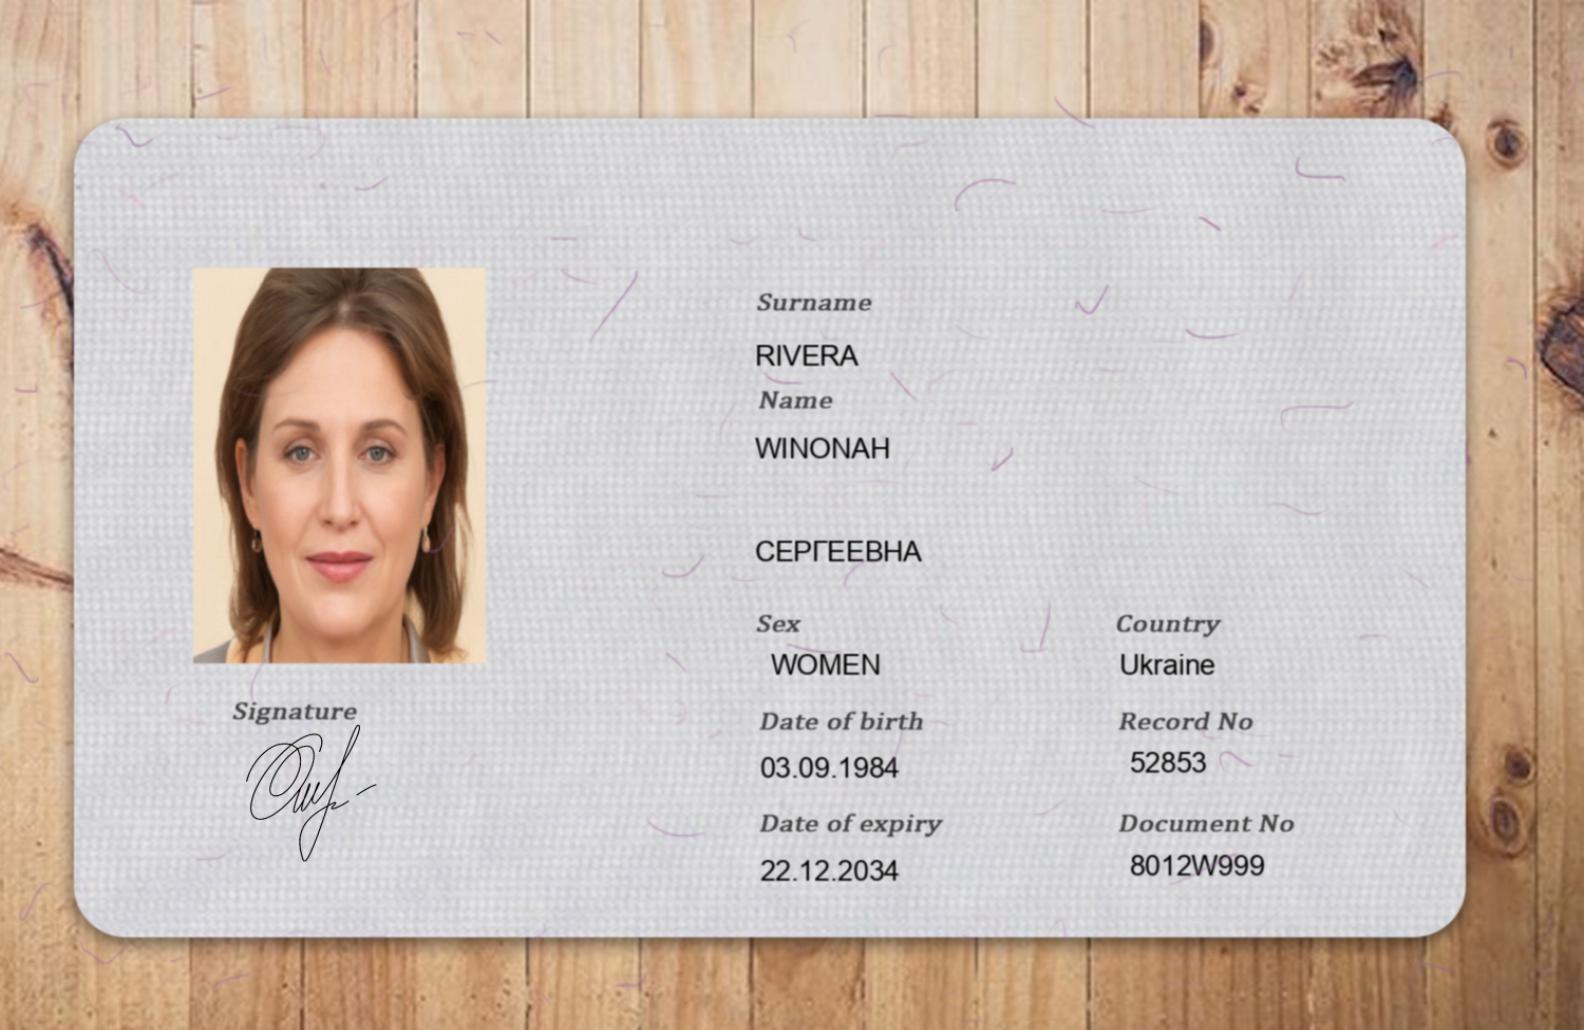 Surname
RIVERA
Name
WINONAH
СЕРГЕЕВНА
Sex
Country
WOMEN
Ukraine
Date of birth
Record No
03.09.1984
52853
Date of expiry
Document No
22.12.2034
8012W999
Signature